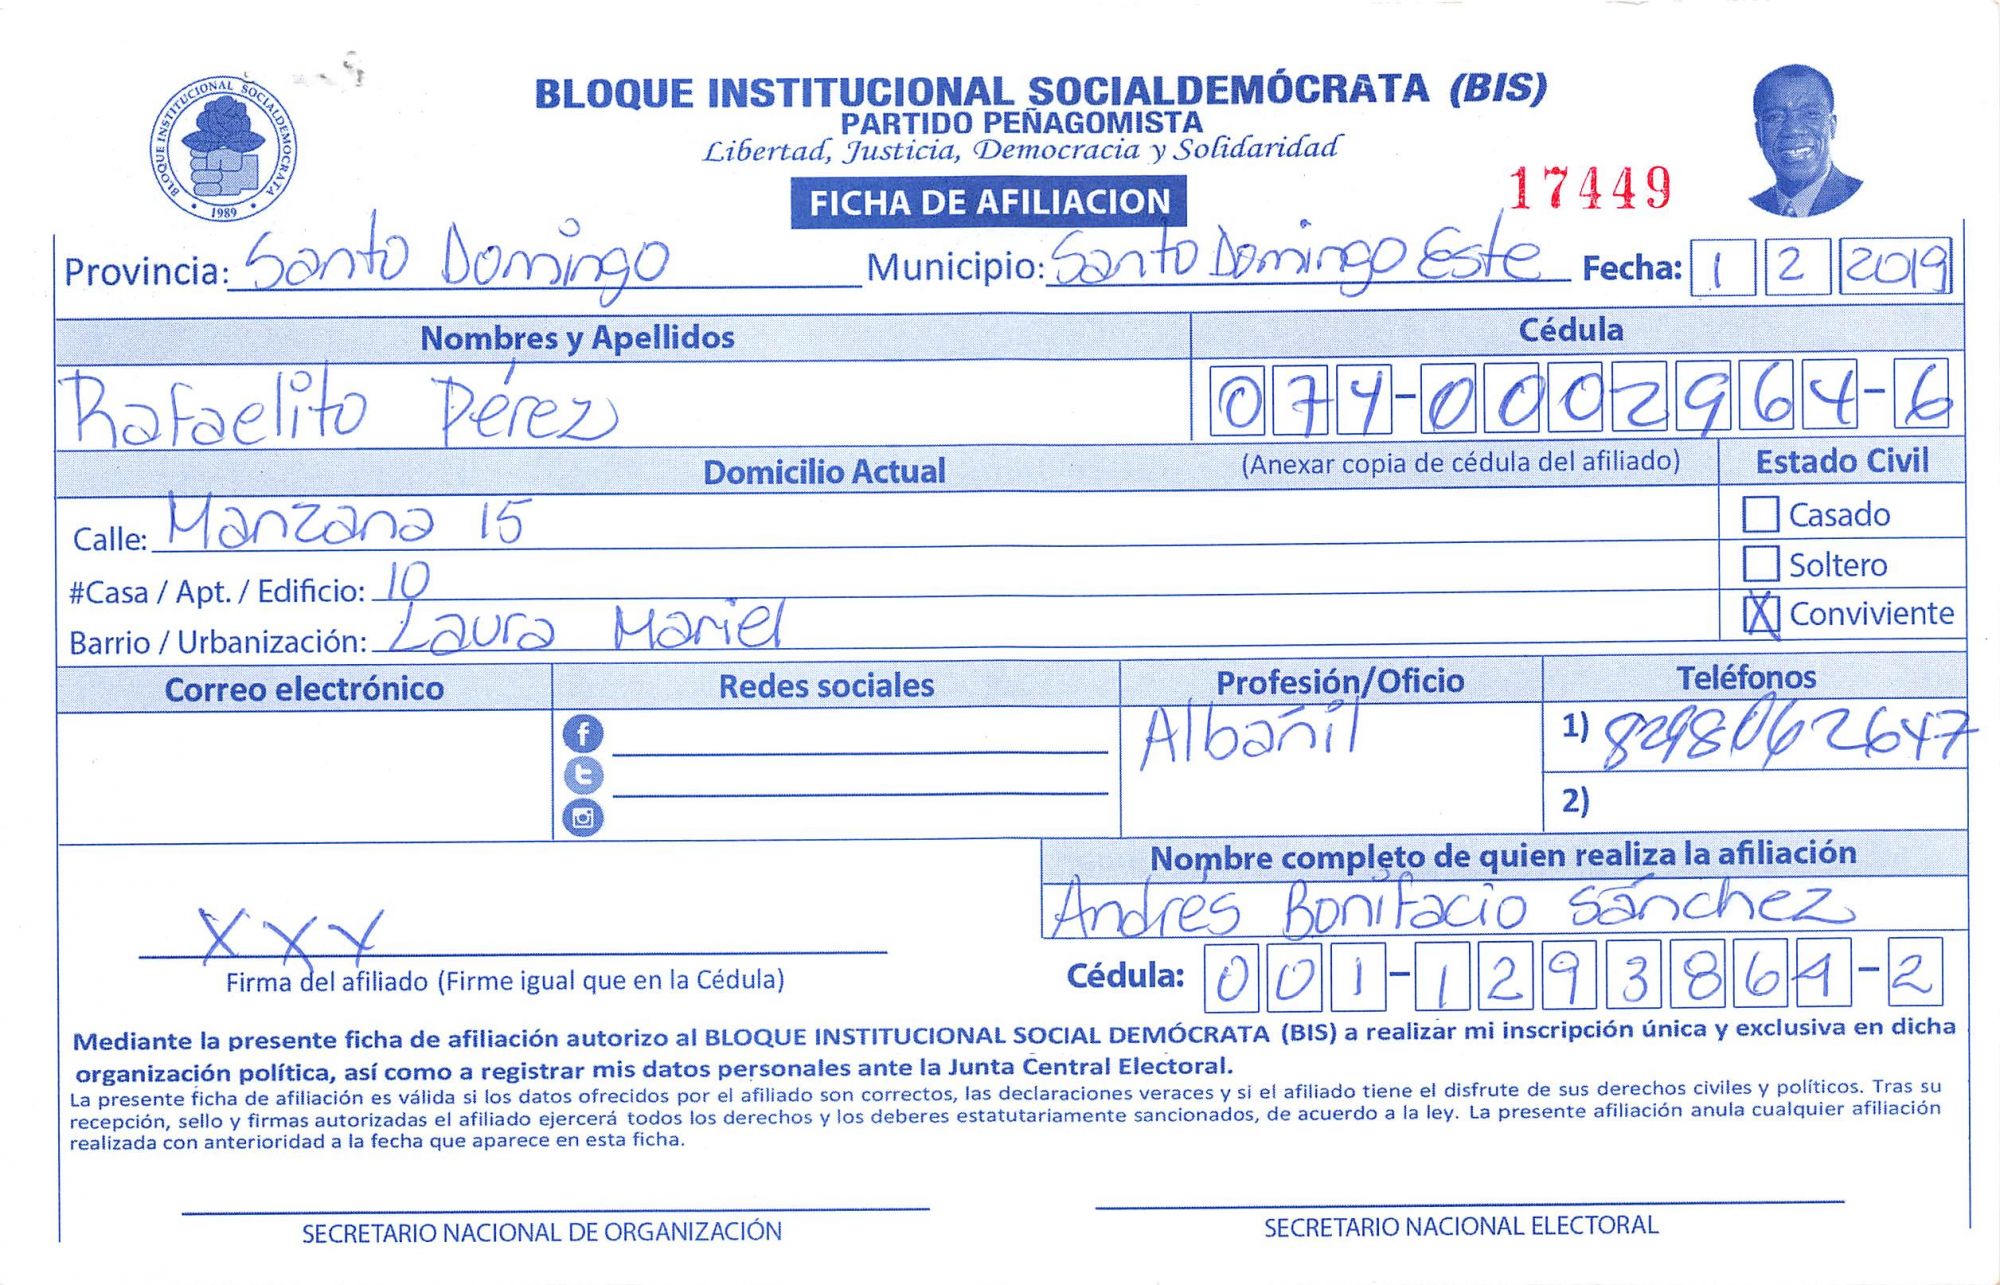 BLOQUE INSTITUCIONAL SOCIALDEMOCRATA
1989
BLOQUE INSTITUCIONAL SOCIALDEMÓCRATA (BIS)
PARTIDO PEÑAGOMISTA
Libertad, Justicia, Democracia y Solidaridad
FICHA DE AFILIACION
17449
Provincia: Santo Domingo Municipio: Santo Domingo Este Fecha: 1 2 2019
Nombres y Apellidos Cédula
Rafaelito Pérez 074-0002964-6
Domicilio Actual (Anexar copia de cédula del afiliado) Estado Civil
Calle: Manzana 15
Casado
#Casa / Apt. / Edificio: 10
Soltero
Barrio / Urbanización: Laura Mariel
X Conviviente
Correo electrónico Redes sociales Profesión/Oficio Teléfonos
Albañil 1) 8298062647
2)
Nombre completo de quien realiza la afiliación
Andrés Bonifacio Sánchez
XXX
Firma del afiliado (Firme igual que en la Cédula) Cédula: 001-1293864-2
Mediante la presente ficha de afiliación autorizo al BLOQUE INSTITUCIONAL SOCIAL DEMÓCRATA (BIS) a realizar mi inscripción única y exclusiva en dicha
organización política, así como a registrar mis datos personales ante la Junta Central Electoral.
La presente ficha de afiliación es válida si los datos ofrecidos por el afiliado son correctos, las declaraciones veraces y si el afiliado tiene el disfrute de sus derechos civiles y políticos. Tras su
recepción, sello y firmas autorizadas el afiliado ejercerá todos los derechos y los deberes estatutariamente sancionados, de acuerdo a la ley. La presente afiliación anula cualquier afiliación
realizada con anterioridad a la fecha que aparece en esta ficha.
SECRETARIO NACIONAL DE ORGANIZACIÓN SECRETARIO NACIONAL ELECTORAL